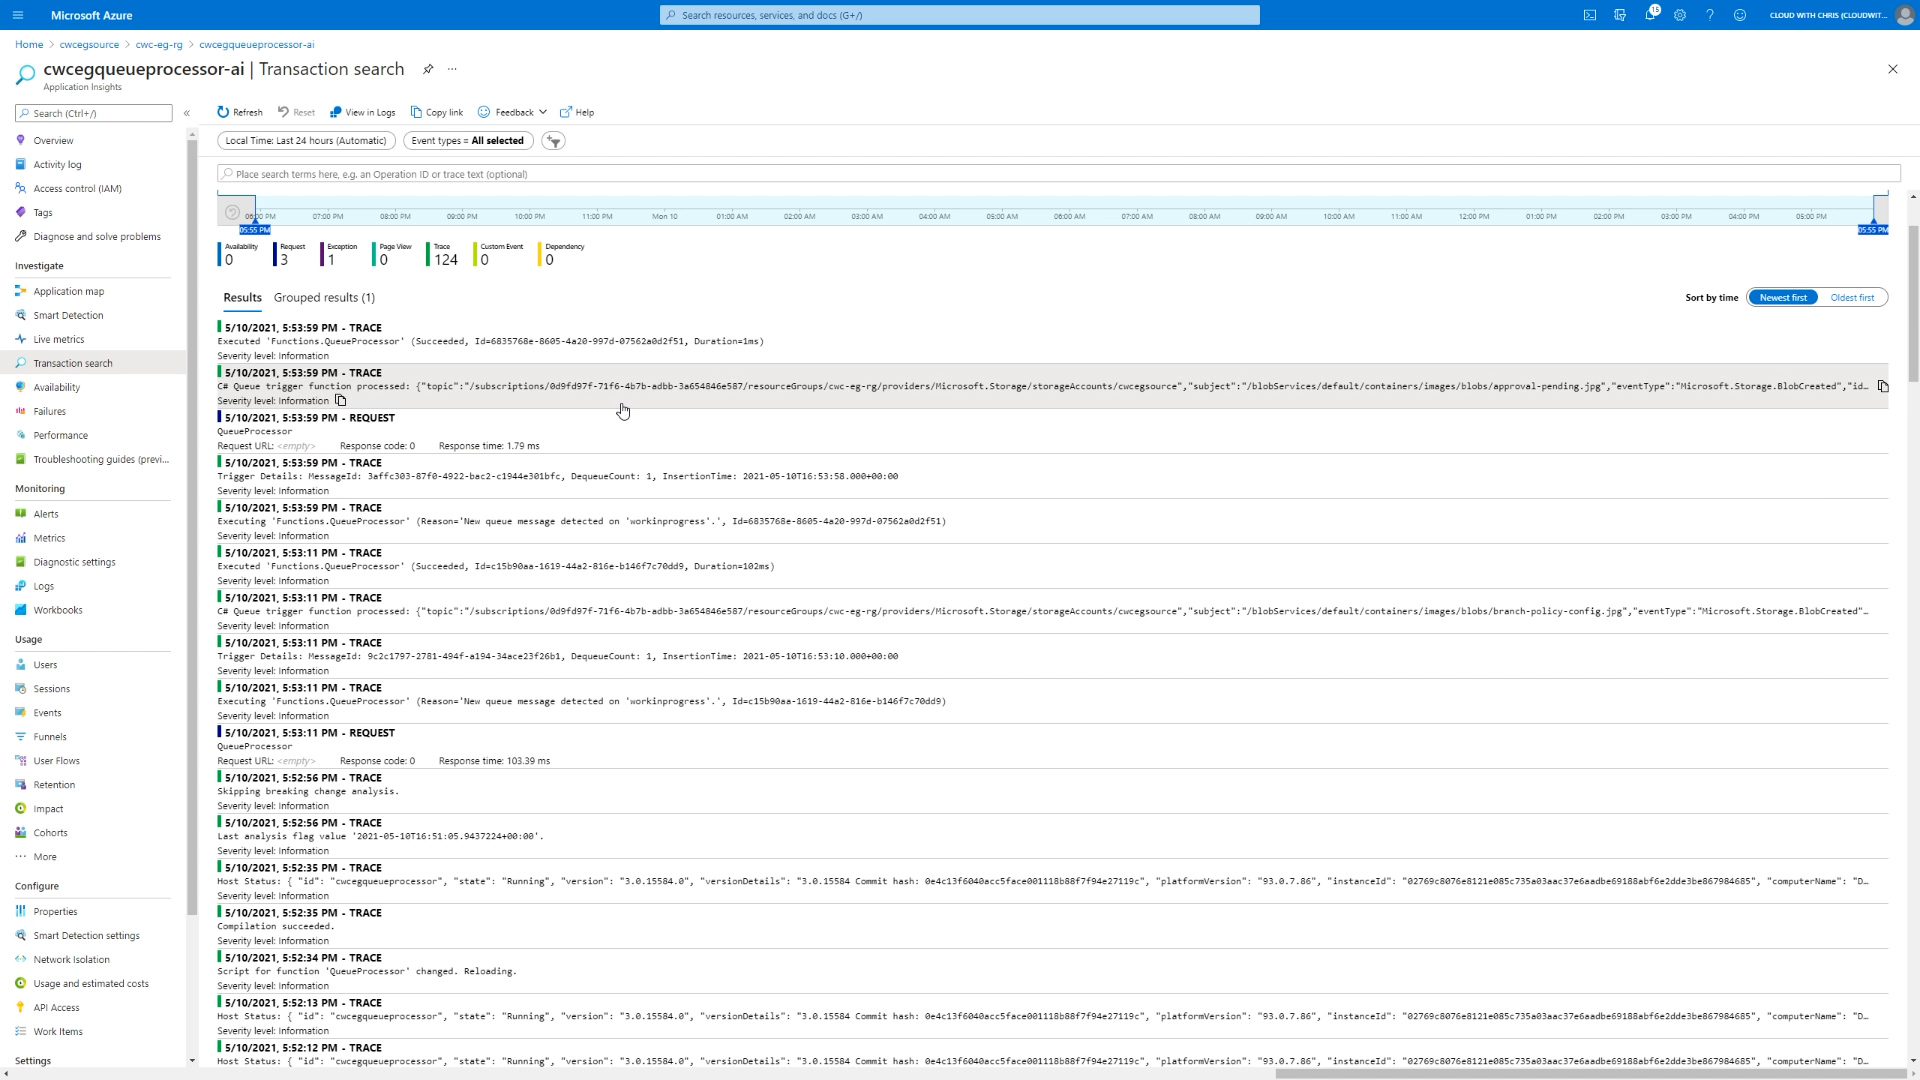 Microsoft Azure
Search resources, services, and docs (G+/)
15
CLOUD WITH CHRIS (CLOUDWIT...
Home > cwcegsource > cwc-eg-rg > cwcegqueueprocessor-ai
cwcegqueueprocessor-ai | Transaction search
Application Insights
Search (Ctrl+/)
Overview
Activity log
Access control (IAM)
Tags
Diagnose and solve problems
Investigate
Application map
Smart Detection
Live metrics
Transaction search
Availability
Failures
Performance
Troubleshooting guides (previ...
Monitoring
Alerts
Metrics
Diagnostic settings
Logs
Workbooks
Usage
Users
Sessions
Events
Funnels
User Flows
Retention
Impact
Cohorts
More
Configure
Properties
Smart Detection settings
Network Isolation
Usage and estimated costs
API Access
Work Items
Settings
Refresh Reset View in Logs Copy link Feedback Help
Local Time: Last 24 hours (Automatic) Event types = All selected
Place search terms here, e.g. an Operation ID or trace text (optional)
06:00 PM 07:00 PM 08:00 PM 09:00 PM 10:00 PM 11:00 PM Mon 10 01:00 AM 02:00 AM 03:00 AM 04:00 AM 05:00 AM 06:00 AM 07:00 AM 08:00 AM 09:00 AM 10:00 AM 11:00 AM 12:00 PM 01:00 PM 02:00 PM 03:00 PM 04:00 PM 05:00 PM
05:55 PM 05:55 PM
Availability Request Exception Page View Trace Custom Event Dependency
0 3 1 0 124 0 0
Results Grouped results (1) Sort by time Newest first Oldest first
5/10/2021, 5:53:59 PM - TRACE
Executed 'Functions.QueueProcessor' (Succeeded, Id=6835768e-8605-4a20-997d-07562a0d2f51, Duration=1ms)
Severity level: Information
5/10/2021, 5:53:59 PM - TRACE
C# Queue trigger function processed: {"topic":"/subscriptions/0d9fd97f-71f6-4b7b-adbb-3a654846e587/resourceGroups/cwc-eg-rg/providers/Microsoft.Storage/storageAccounts/cwcegsource","subject":"/blobServices/default/containers/images/blobs/approval-pending.jpg","eventType":"Microsoft.Storage.BlobCreated","id...
Severity level: Information
5/10/2021, 5:53:59 PM - REQUEST
QueueProcessor
Request URL: <empty> Response code: 0 Response time: 1.79 ms
5/10/2021, 5:53:59 PM - TRACE
Trigger Details: MessageId: 3affc303-87f0-4922-bac2-c1944e301bfc, DequeueCount: 1, InsertionTime: 2021-05-10T16:53:58.000+00:00
Severity level: Information
5/10/2021, 5:53:59 PM - TRACE
Executing 'Functions.QueueProcessor' (Reason='New queue message detected on 'workinprogress'.', Id=6835768e-8605-4a20-997d-07562a0d2f51)
Severity level: Information
5/10/2021, 5:53:11 PM - TRACE
Executed 'Functions.QueueProcessor' (Succeeded, Id=c15b90aa-1619-44a2-816e-b146f7c70dd9, Duration=102ms)
Severity level: Information
5/10/2021, 5:53:11 PM - TRACE
C# Queue trigger function processed: {"topic":"/subscriptions/0d9fd97f-71f6-4b7b-adbb-3a654846e587/resourceGroups/cwc-eg-rg/providers/Microsoft.Storage/storageAccounts/cwcegsource","subject":"/blobServices/default/containers/images/blobs/branch-policy-config.jpg","eventType":"Microsoft.Storage.BlobCreated"...
Severity level: Information
5/10/2021, 5:53:11 PM - TRACE
Trigger Details: MessageId: 9c2c1797-2781-494f-a194-34ace23f26b1, DequeueCount: 1, InsertionTime: 2021-05-10T16:53:10.000+00:00
Severity level: Information
5/10/2021, 5:53:11 PM - TRACE
Executing 'Functions.QueueProcessor' (Reason='New queue message detected on 'workinprogress'.', Id=c15b90aa-1619-44a2-816e-b146f7c70dd9)
Severity level: Information
5/10/2021, 5:53:11 PM - REQUEST
QueueProcessor
Request URL: <empty> Response code: 0 Response time: 103.39 ms
5/10/2021, 5:52:56 PM - TRACE
Skipping breaking change analysis.
Severity level: Information
5/10/2021, 5:52:56 PM - TRACE
Last analysis flag value '2021-05-10T16:51:05.9437224+00:00'.
Severity level: Information
5/10/2021, 5:52:35 PM - TRACE
Host Status: { "id": "cwcegqueueprocessor", "state": "Running", "version": "3.0.15584.0", "versionDetails": "3.0.15584 Commit hash: 0e4c13f6040acc5face001118b88f7f94e27119c", "platformVersion": "93.0.7.86", "instanceId": "02769c8076e8121e085c735a03aac37e6aadbe69188abf6e2dde3be867984685", "computerName": "D...
Severity level: Information
5/10/2021, 5:52:35 PM - TRACE
Compilation succeeded.
Severity level: Information
5/10/2021, 5:52:34 PM - TRACE
Script for function 'QueueProcessor' changed. Reloading.
Severity level: Information
5/10/2021, 5:52:13 PM - TRACE
Host Status: { "id": "cwcegqueueprocessor", "state": "Running", "version": "3.0.15584.0", "versionDetails": "3.0.15584 Commit hash: 0e4c13f6040acc5face001118b88f7f94e27119c", "platformVersion": "93.0.7.86", "instanceId": "02769c8076e8121e085c735a03aac37e6aadbe69188abf6e2dde3be867984685", "computerName": "D...
Severity level: Information
5/10/2021, 5:52:12 PM - TRACE
Host Status: { "id": "cwcegqueueprocessor", "state": "Running", "version": "3.0.15584.0", "versionDetails": "3.0.15584 Commit hash: 0e4c13f6040acc5face001118b88f7f94e27119c", "platformVersion": "93.0.7.86", "instanceId": "02769c8076e8121e085c735a03aac37e6aadbe69188abf6e2dde3be867984685", "computerName": "D...